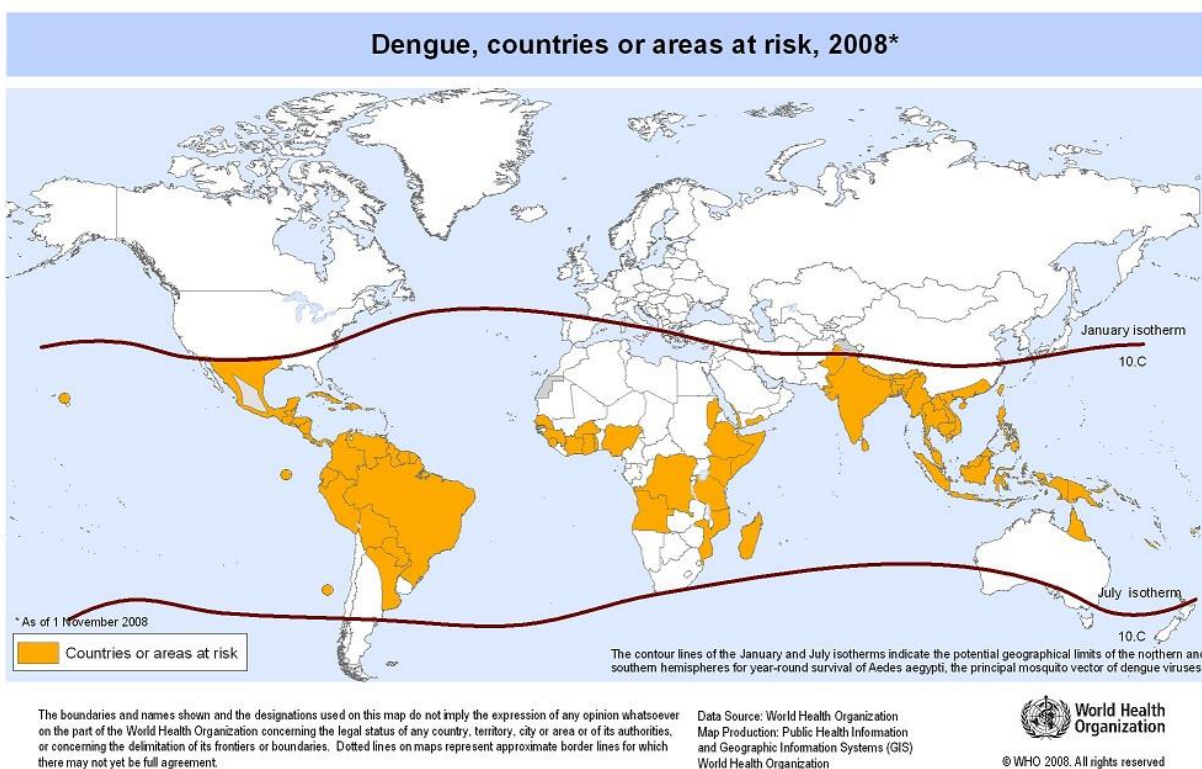 Dengue, countries or areas at risk, 2008*
January isotherm
10.C
July isotherm
10.C
* As of 1 November 2008
Countries or areas at risk
The contour lines of the January and July isotherms indicate the potential geographical limits of the northern and
southern hemispheres for year-round survival of Aedes aegypti, the principal mosquito vector of dengue viruses
The boundaries and names shown and the designations used on this map do not imply the expression of any opinion whatsoever
on the part of the World Health Organization concerning the legal status of any country, territory, city or area or of its authorities,
or concerning the delimitation of its frontiers or boundaries. Dotted lines on maps represent approximate border lines for which
there may not yet be full agreement.
Data Source: World Health Organization
Map Production: Public Health Information
and Geographic Information Systems (GIS)
World Health Organization
World Health
Organization
© WHO 2008. All rights reserved